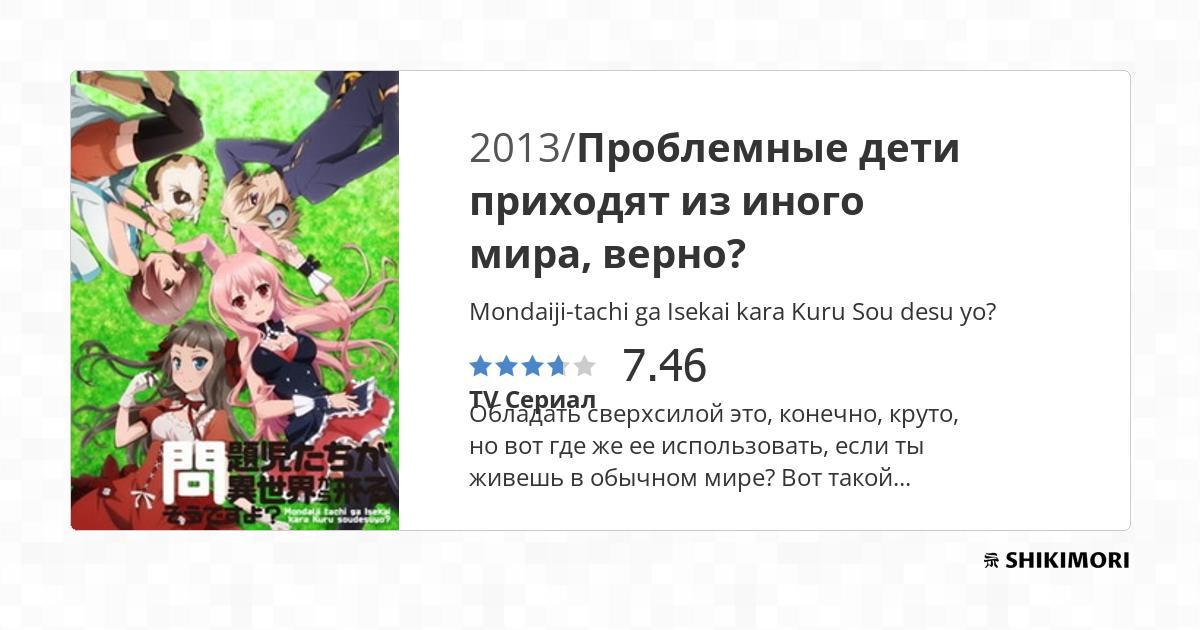 2013/Проблемные дети
приходят из иного
мира, верно?
Mondaiji-tachi ga Isekai kara Kuru Sou desu yo?
7.46
TV Сериал
Обладать сверхсилой это, конечно, круто,
но вот где же ее использовать, если ты
живешь в обычном мире? Вот такой...
問題児たちが
異世界から来る
そうですよ?
Mondaiji tachi ga Isekai
kara Kuru soudesuyo?
SHIKIMORI